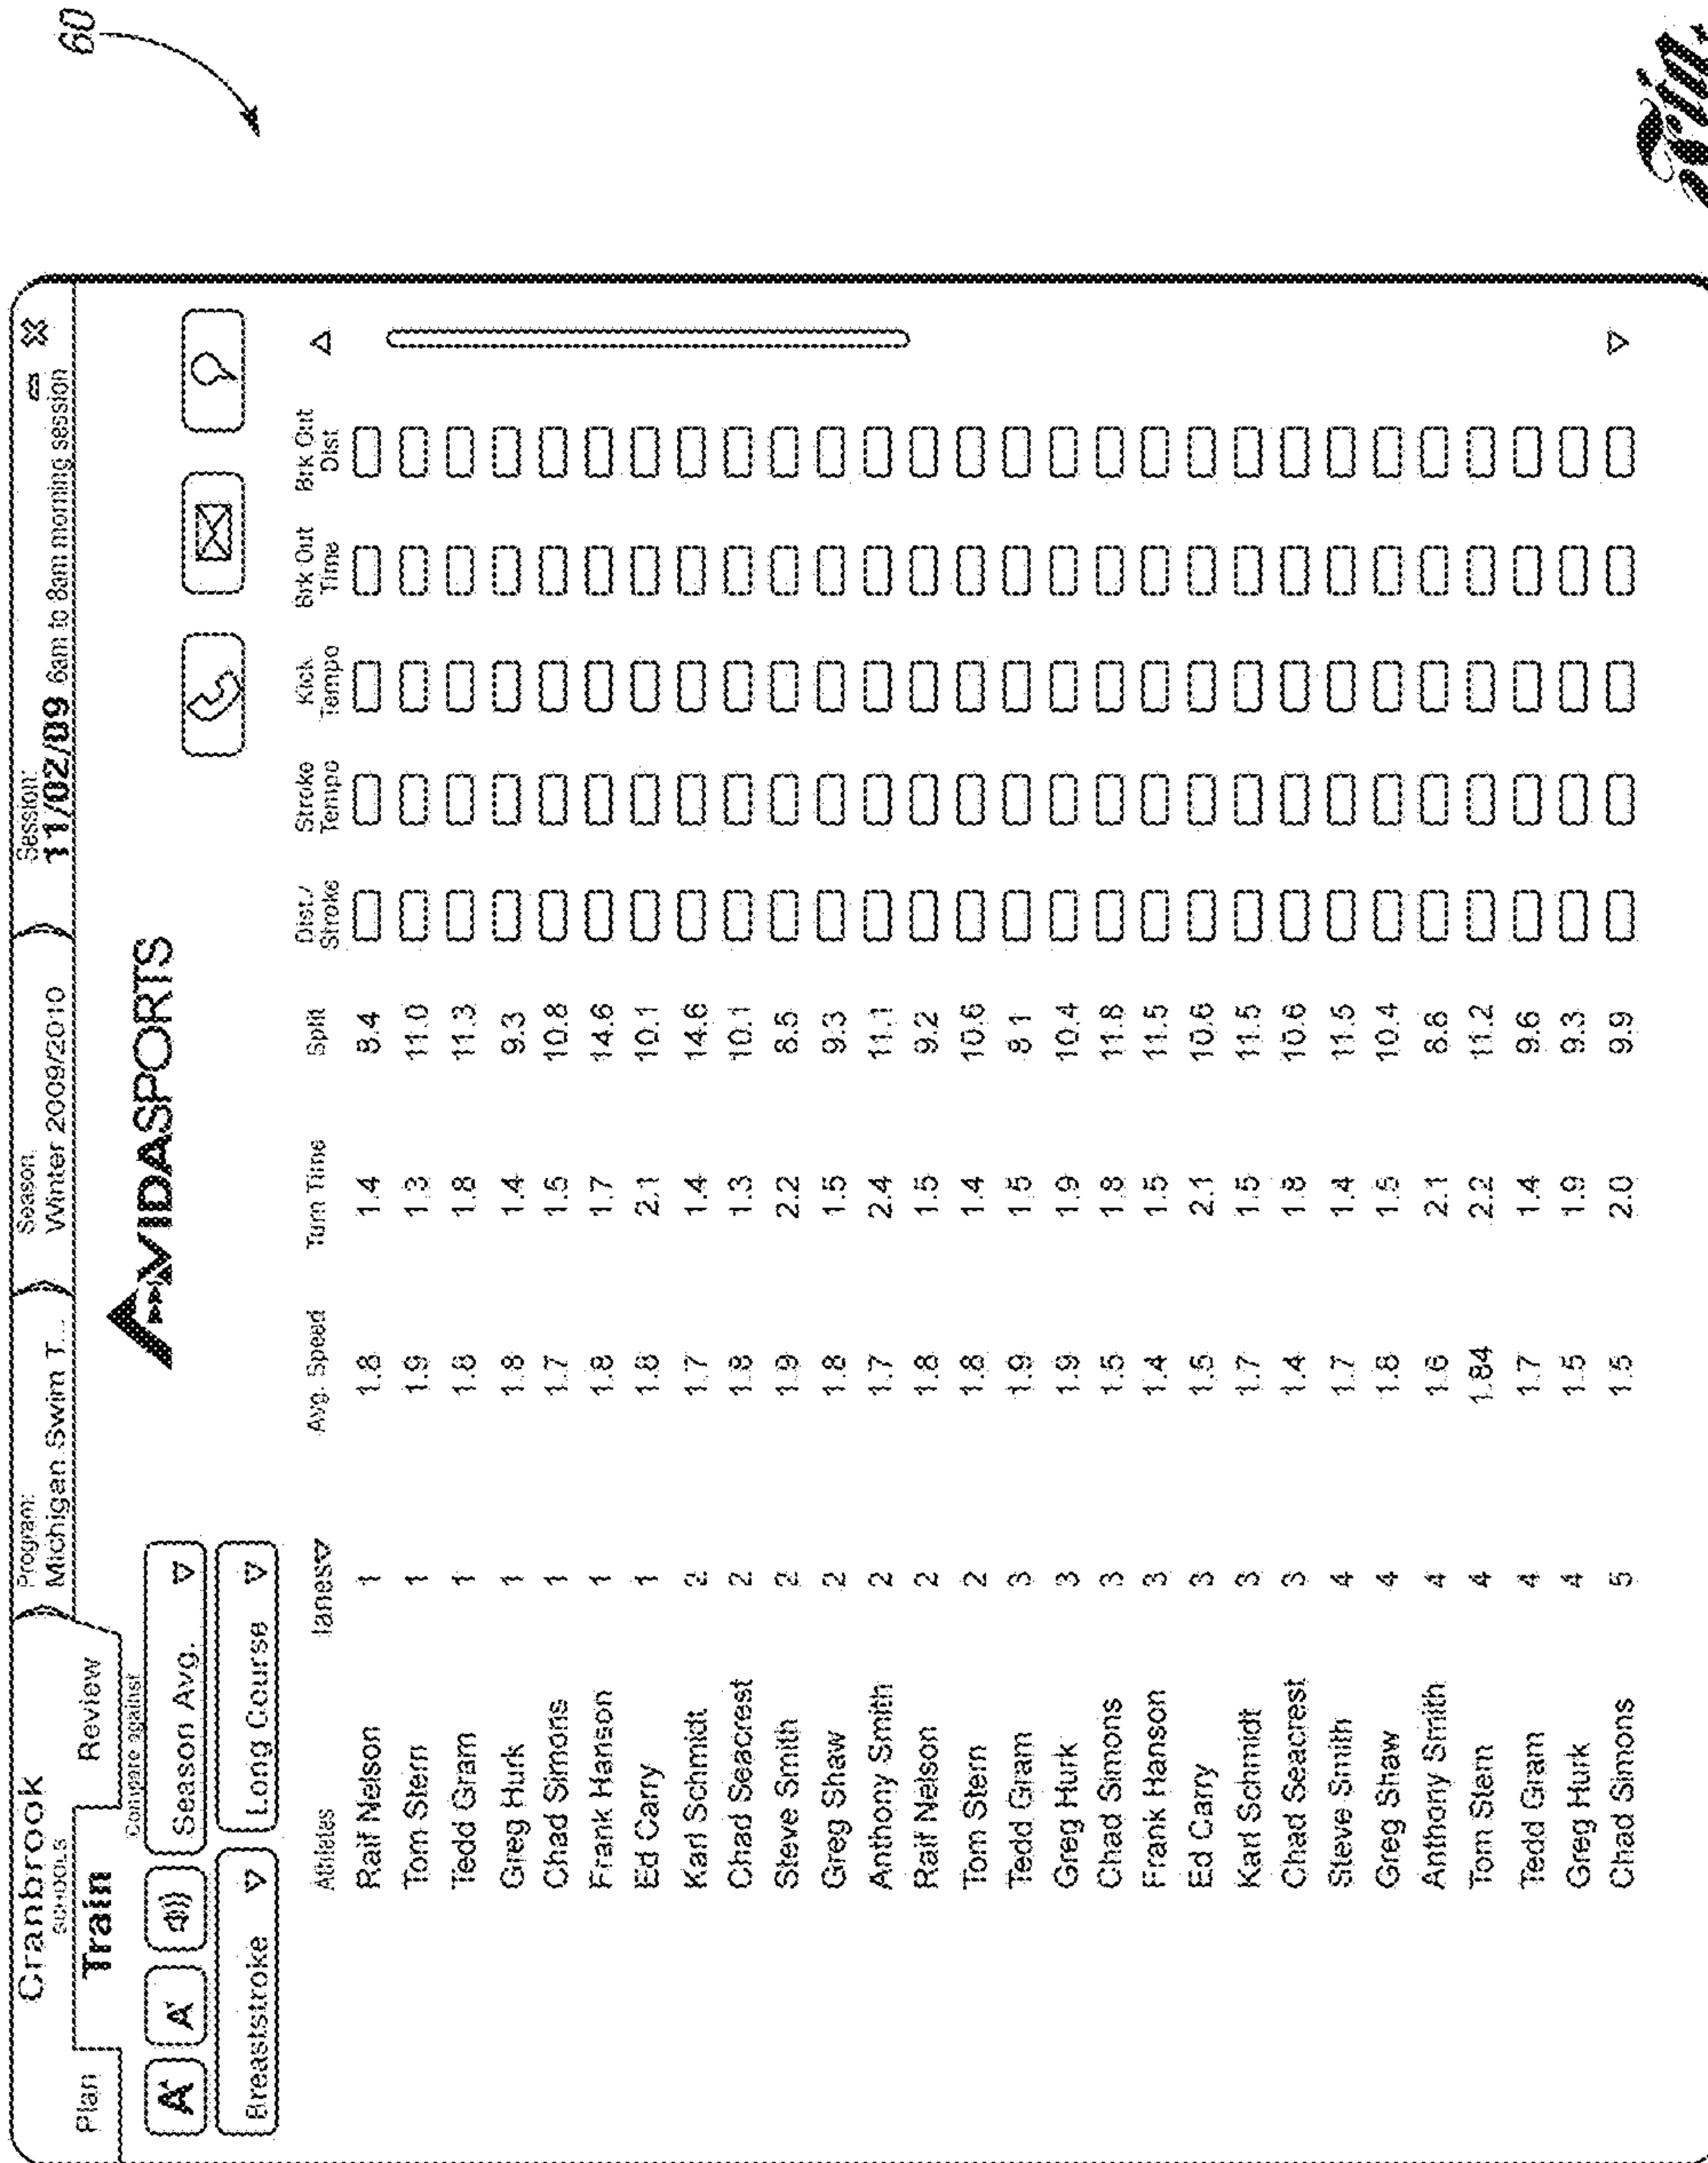 60
Cranbrook
SCHOOLS
Program:
Michigan Swim T...
Season:
Winter 2009/2010
Session:
11/02/09 6am to 8am morning session
Plan
Train
Review
AVIDASPORTS
Compare against
A A Season Avg.
Breaststroke Long Course
Athletes lanes Avg. Speed Turn Time Split Dist./ Stroke Stroke Tempo Kick Tempo Brk Out Time Brk Out Dist
Ralf Nelson 1 1.8 1.4 8.4
Tom Stern 1 1.9 1.3 11.0
Tedd Gram 1 1.8 1.8 11.3
Greg Hurk 1 1.8 1.4 9.3
Chad Simons 1 1.7 1.5 10.8
Frank Hanson 1 1.8 1.7 14.6
Ed Carry 1 1.8 2.1 10.1
Karl Schmidt 2 1.7 1.4 14.6
Chad Seacrest 2 1.8 1.3 10.1
Steve Smith 2 1.9 2.2 8.5
Greg Shaw 2 1.8 1.5 9.3
Anthony Smith 2 1.7 2.4 11.1
Ralf Nelson 2 1.8 1.5 9.2
Tom Stern 2 1.8 1.4 10.6
Tedd Gram 3 1.9 1.5 8.1
Greg Hurk 3 1.9 1.9 10.4
Chad Simons 3 1.5 1.8 11.8
Frank Hanson 3 1.4 1.5 11.5
Ed Carry 3 1.5 2.1 10.6
Karl Schmidt 3 1.7 1.5 11.5
Chad Seacrest 3 1.4 1.8 10.6
Steve Smith 4 1.7 1.4 11.5
Greg Shaw 4 1.8 1.5 10.4
Anthony Smith 4 1.6 2.1 8.8
Tom Stern 4 1.84 2.2 11.2
Tedd Gram 4 1.7 1.4 9.6
Greg Hurk 4 1.5 1.9 9.3
Chad Simons 5 1.5 2.0 9.9